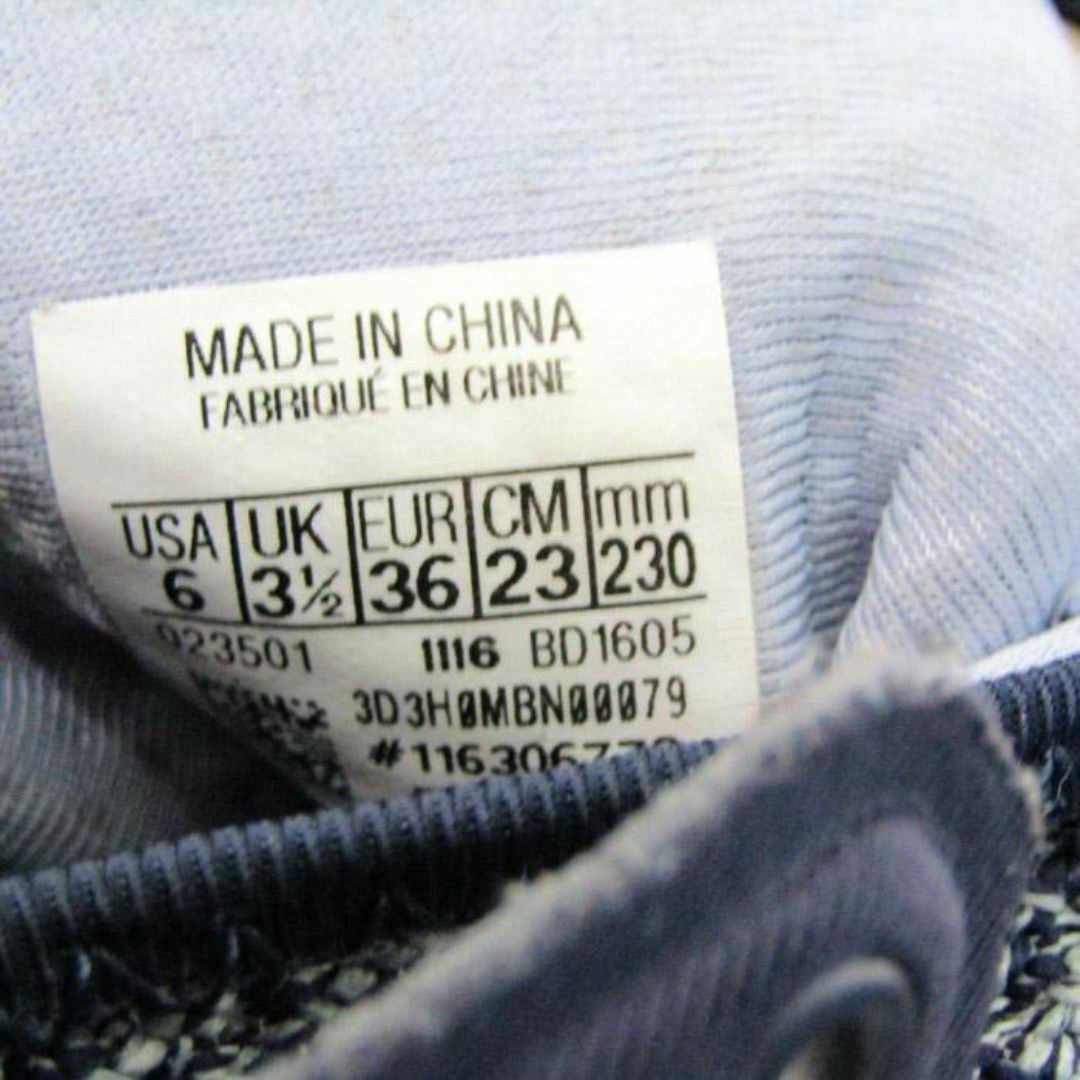 MADE IN CHINA
FABRIQUÉ EN CHINE
USA UK EUR CM mm
6 3½ 36 23 230
923501 1116 BD1605
3D3H0MBN00079